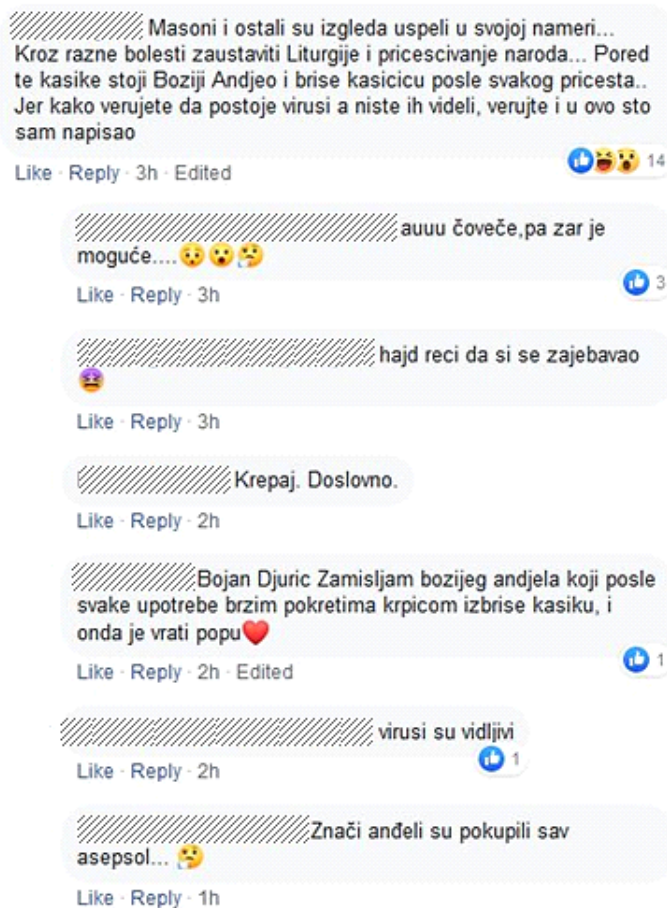 Masoni i ostali su izgleda uspeli u svojoj nameri...
Kroz razne bolesti zaustaviti Liturgije i pricescivanje naroda... Pored
te kasike stoji Boziji Andjeo i brise kasicicu posle svakog pricesta..
Jer kako verujete da postoje virusi a niste ih videli, verujte i u ovo sto
sam napisao
14
Like · Reply · 3h · Edited
auuu čoveče,pa zar je
moguće....
3
Like · Reply · 3h
hajd reci da si se zajebavao
Like · Reply · 3h
Krepaj. Doslovno.
Like · Reply · 2h
Bojan Djuric Zamisljam bozijeg andjela koji posle
svake upotrebe brzim pokretima krpicom izbrise kasiku, i
onda je vrati popu
1
Like · Reply · 2h · Edited
virusi su vidljivi
1
Like · Reply · 2h
Znači anđeli su pokupili sav
asepsol...
Like · Reply · 1h